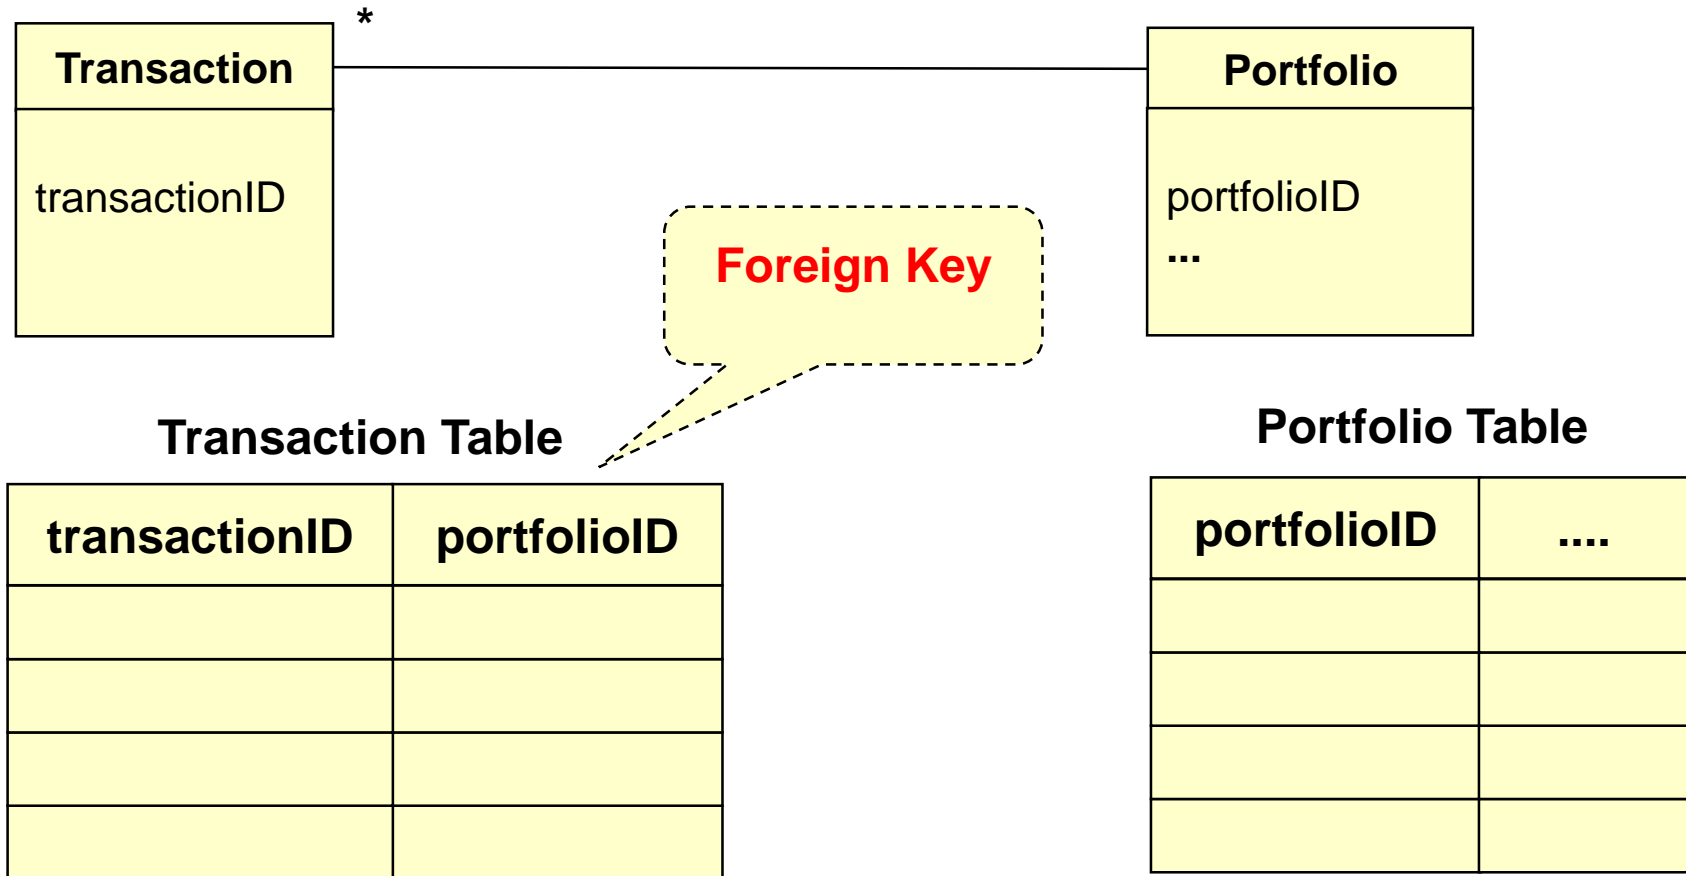 *
Transaction
Portfolio
transactionID
portfolioID
...
Foreign Key
Transaction Table
Portfolio Table
transactionID
portfolioID
portfolioID
....